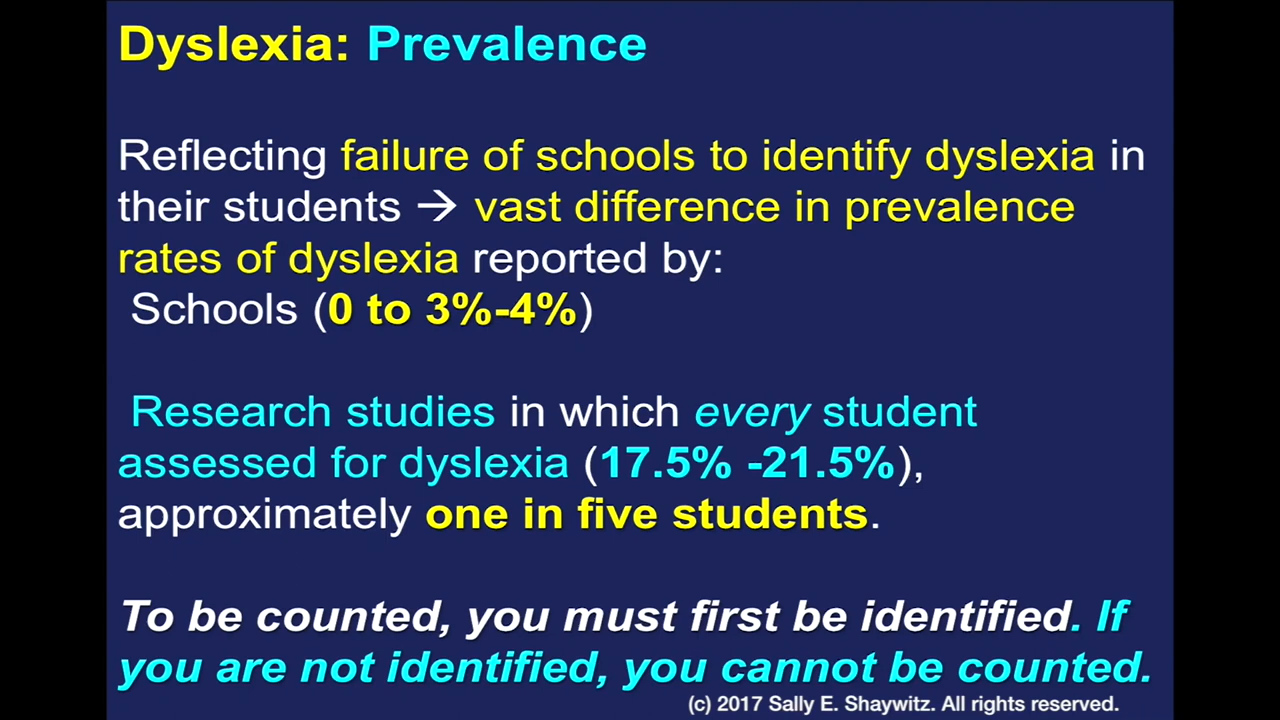 Dyslexia: Prevalence
Reflecting failure of schools to identify dyslexia in
their students → vast difference in prevalence
rates of dyslexia reported by:
Schools (0 to 3%-4%)
Research studies in which every student
assessed for dyslexia (17.5% -21.5%),
approximately one in five students.
To be counted, you must first be identified. If
you are not identified, you cannot be counted.
(c) 2017 Sally E. Shaywitz. All rights reserved.